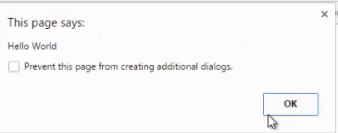 This page says:
Hello World
Prevent this page from creating additional dialogs.
OK